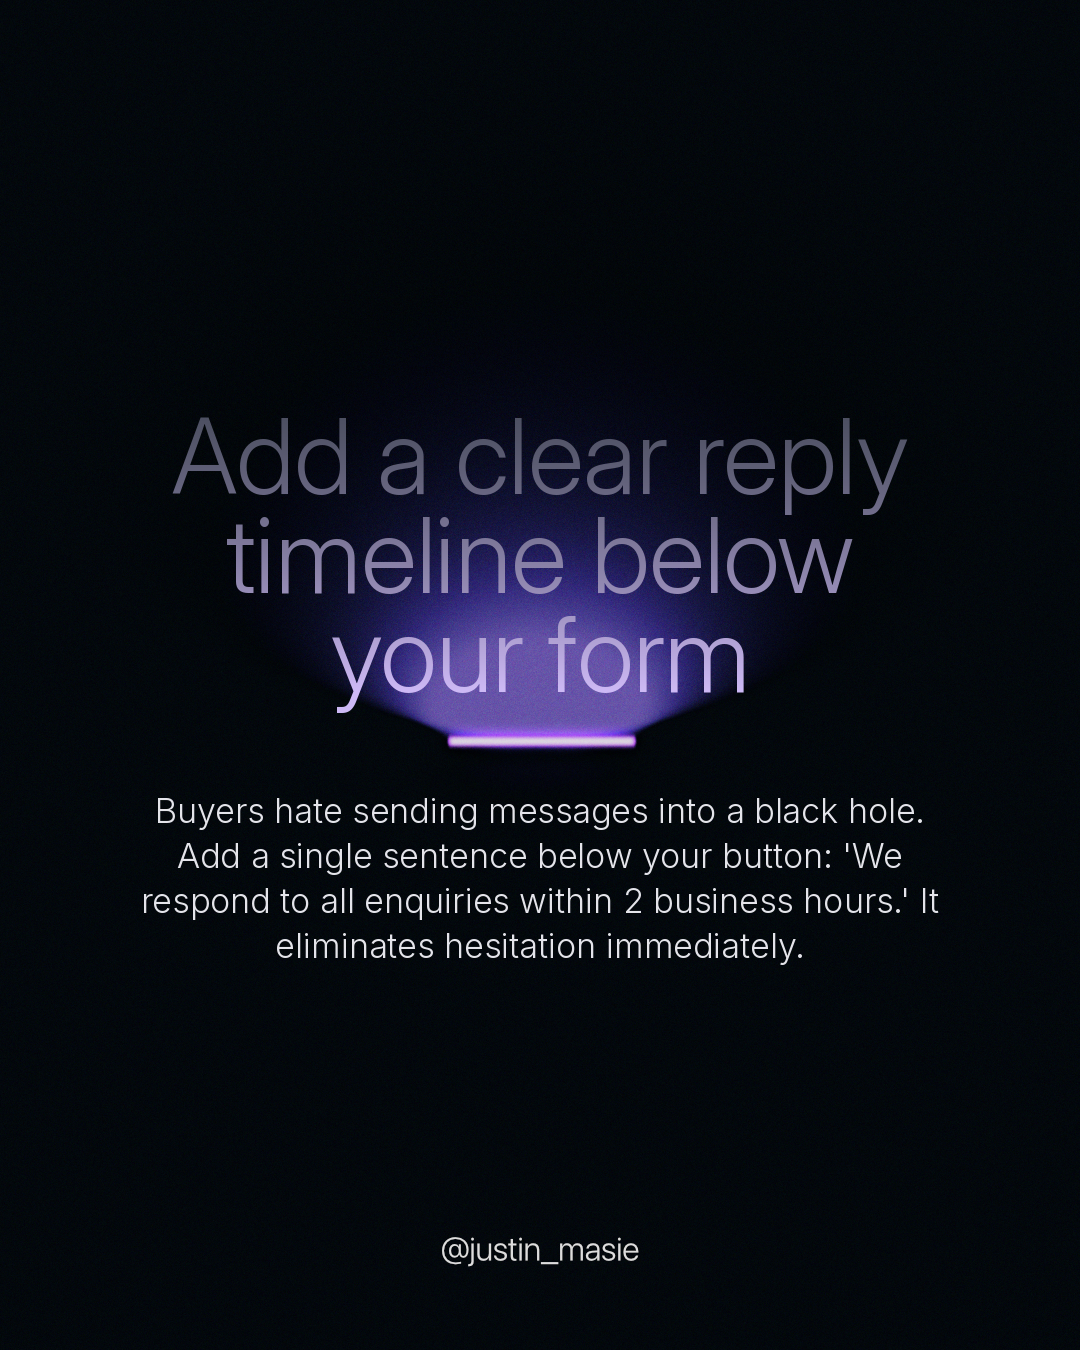 Add a clear reply
timeline below
your form
Buyers hate sending messages into a black hole.
Add a single sentence below your button: 'We
respond to all enquiries within 2 business hours.' It
eliminates hesitation immediately.
@justin_masie